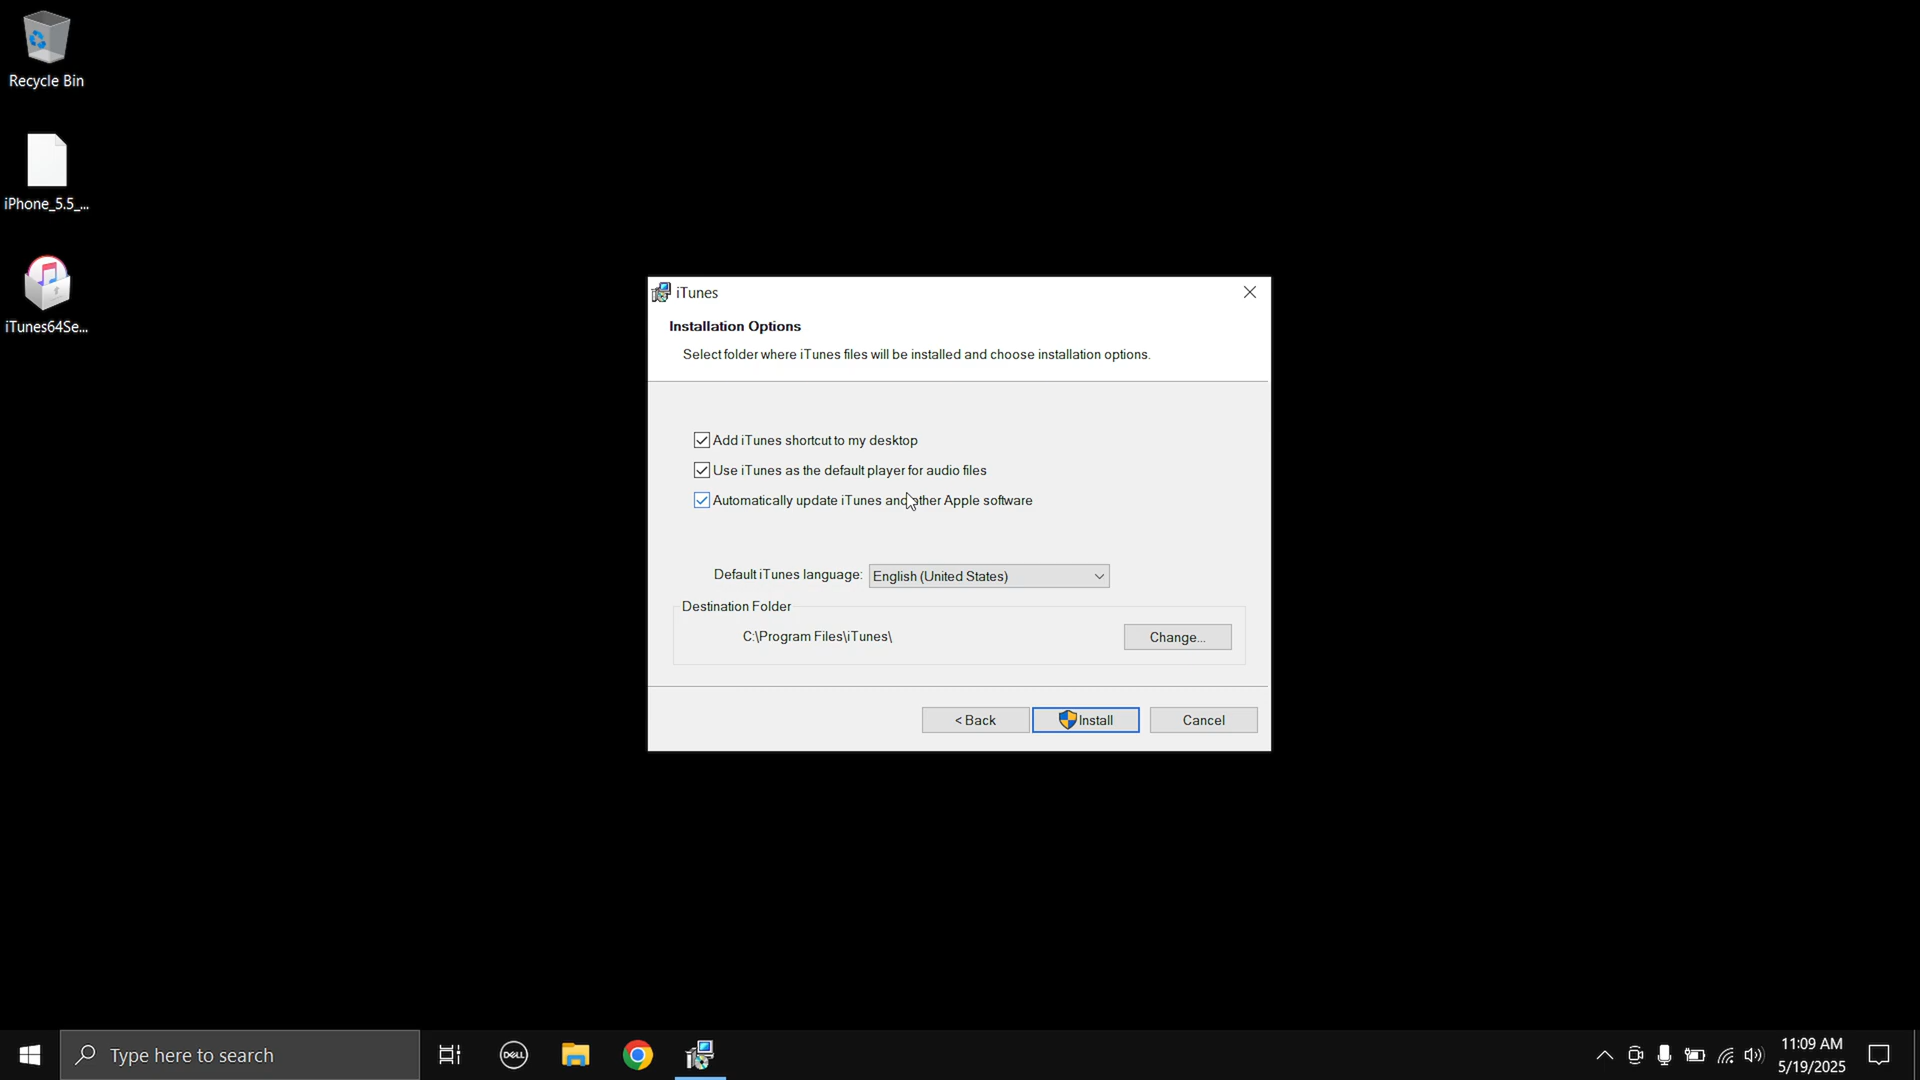 Recycle Bin
iPhone_5.5_...
iTunes64Se...
iTunes
Installation Options
Select folder where iTunes files will be installed and choose installation options.
Add iTunes shortcut to my desktop
Use iTunes as the default player for audio files
Automatically update iTunes and other Apple software
Default iTunes language: English (United States)
Destination Folder
C:\Program Files\iTunes\
Change...
< Back
Install
Cancel
Type here to search
DELL
11:09 AM
5/19/2025